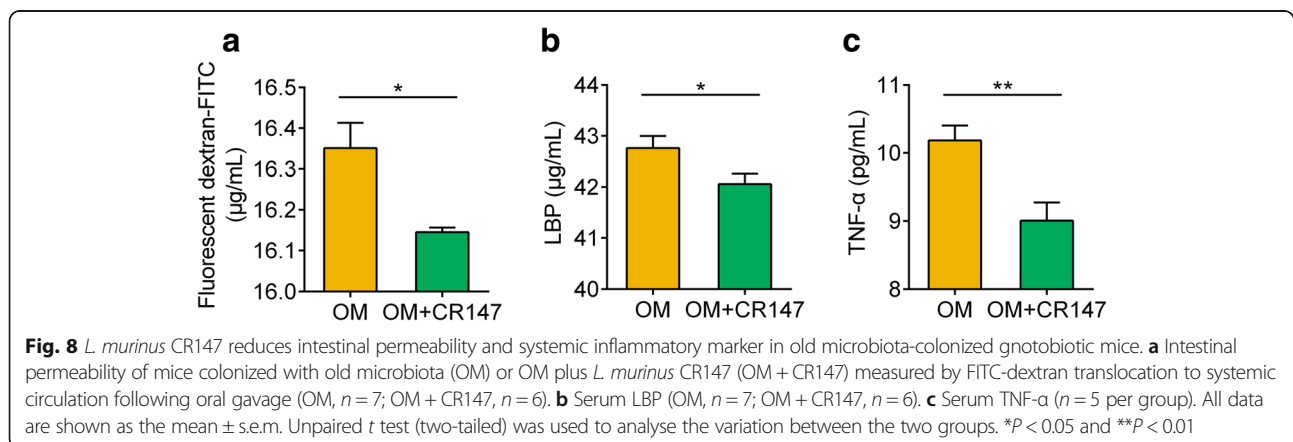 a
b
c
Fluorescent dextran-FITC
(µg/mL)
16.5
16.4
16.3
16.2
16.1
16.0
*
OM OM+CR147
LBP (µg/mL)
44
43
42
41
40
*
OM OM+CR147
TNF-α (pg/mL)
11
10
9
8
**
OM OM+CR147
Fig. 8 L. murinus CR147 reduces intestinal permeability and systemic inflammatory marker in old microbiota-colonized gnotobiotic mice. a Intestinal
permeability of mice colonized with old microbiota (OM) or OM plus L. murinus CR147 (OM + CR147) measured by FITC-dextran translocation to systemic
circulation following oral gavage (OM, n = 7; OM + CR147, n = 6). b Serum LBP (OM, n = 7; OM + CR147, n = 6). c Serum TNF-α (n = 5 per group). All data
are shown as the mean ± s.e.m. Unpaired t test (two-tailed) was used to analyse the variation between the two groups. *P < 0.05 and **P < 0.01